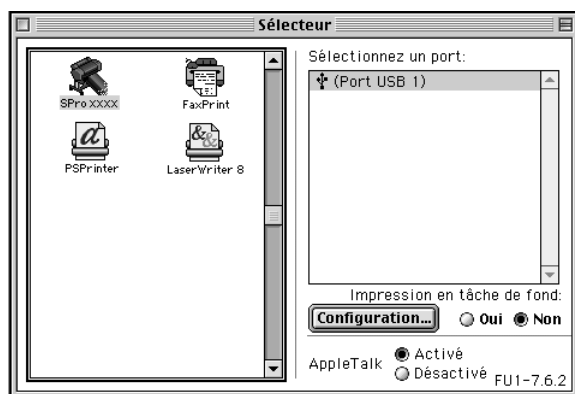 Sélecteur
SPro xxxx
FaxPrint
PSPrinter
LaserWriter 8
Sélectionnez un port:
(Port USB 1)
Impression en tâche de fond:
Configuration... Oui Non
AppleTalk Activé
Désactivé
FU1-7.6.2